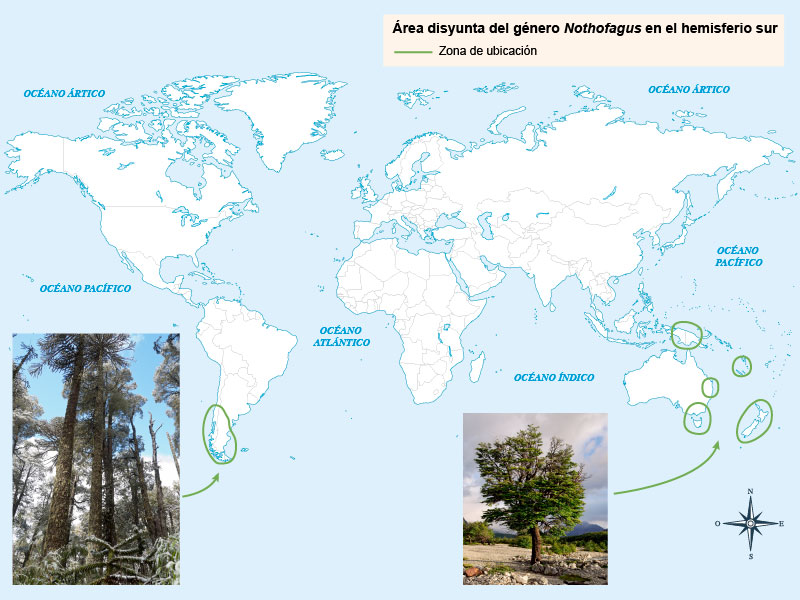 Área disyunta del género Nothofagus en el hemisferio sur
Zona de ubicación
OCÉANO ÁRTICO
OCÉANO ÁRTICO
OCÉANO
PACÍFICO
OCÉANO PACÍFICO
OCÉANO
ATLÁNTICO
OCÉANO ÍNDICO
N
O
E
S